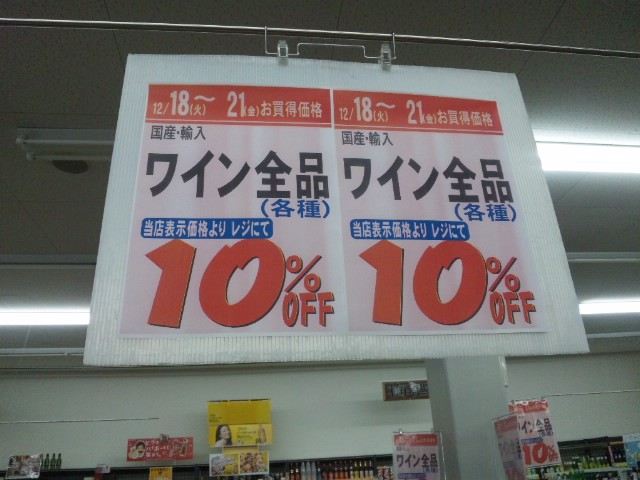 12/18(火)～21(金)お買得価格
国産・輸入
ワイン全品
(各種)
当店表示価格より レジにて
10%OFF
12/18(火)～21(金)お買得価格
国産・輸入
ワイン全品
(各種)
当店表示価格より レジにて
10%OFF
ワイン全品
ワイン全品
10%